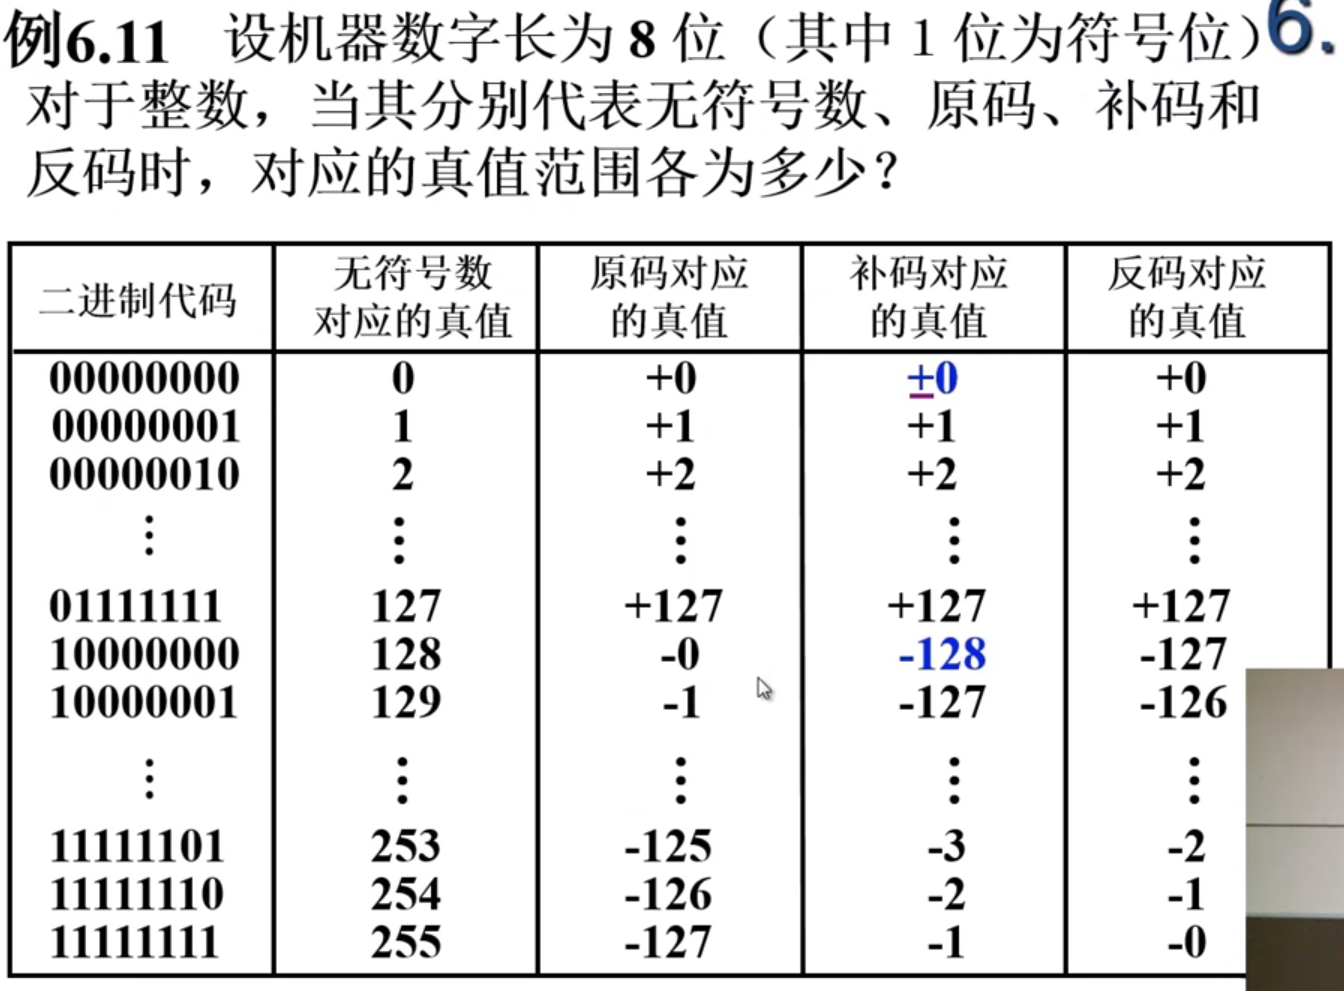 例6.11 设机器数字长为 8 位（其中 1 位为符号位）6.
对于整数，当其分别代表无符号数、原码、补码和
反码时，对应的真值范围各为多少？
二进制代码 无符号数对应的真值 原码对应的真值 补码对应的真值 反码对应的真值
00000000 0 +0 ±0 +0
00000001 1 +1 +1 +1
00000010 2 +2 +2 +2
⋮ ⋮ ⋮ ⋮ ⋮
01111111 127 +127 +127 +127
10000000 128 -0 -128 -127
10000001 129 -1 -127 -126
⋮ ⋮ ⋮ ⋮ ⋮
11111101 253 -125 -3 -2
11111110 254 -126 -2 -1
11111111 255 -127 -1 -0